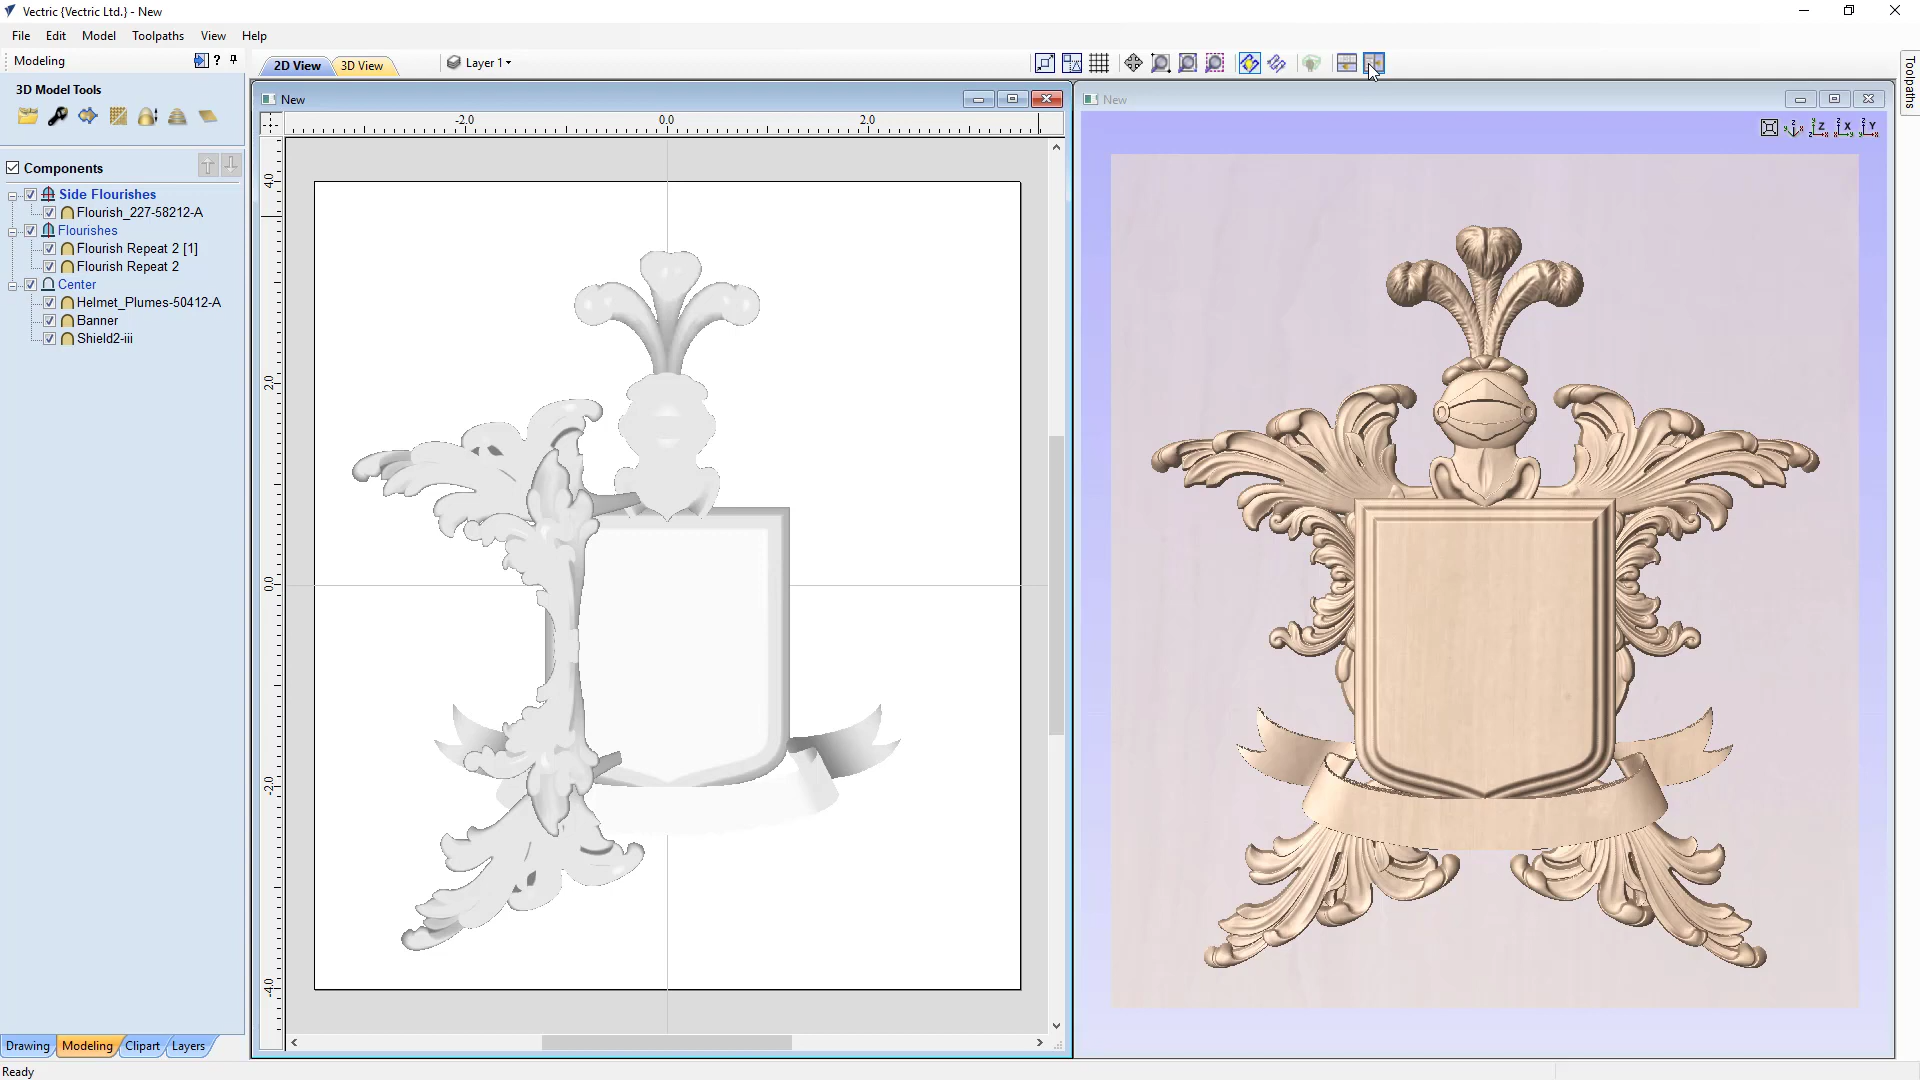 Vectric {Vectric Ltd.} - New
File Edit Model Toolpaths View Help
Modeling ?
2D View 3D View Layer 1
Toolpaths
3D Model Tools
New
New
-2.0 0.0 2.0
4.0
2.0
0.0
-2.0
-4.0
Z X Y
Components
Side Flourishes
Flourish_227-58212-A
Flourishes
Flourish Repeat 2 [1]
Flourish Repeat 2
Center
Helmet_Plumes-50412-A
Banner
Shield2-iii
Drawing Modeling Clipart Layers
Ready